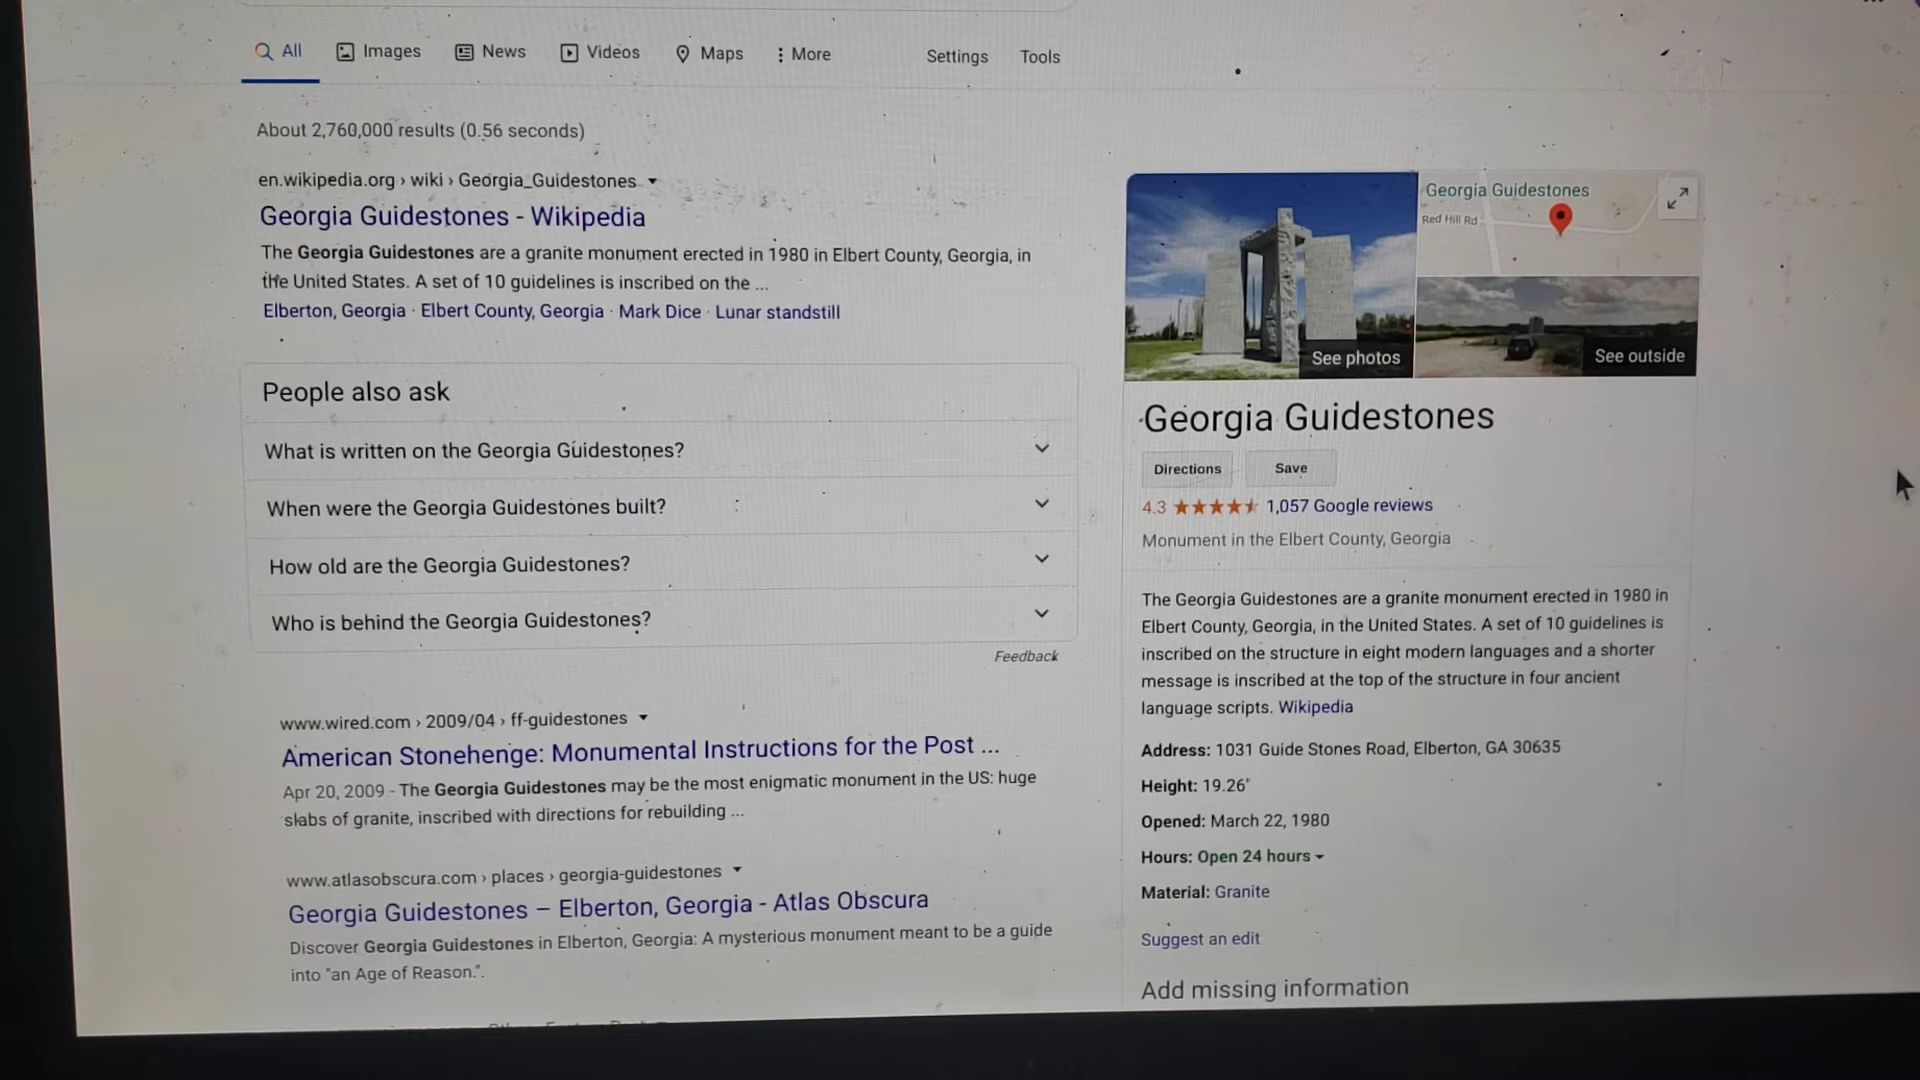 All Images News Videos Maps More Settings Tools
About 2,760,000 results (0.56 seconds)
en.wikipedia.org › wiki › Georgia_Guidestones
Georgia Guidestones - Wikipedia
The Georgia Guidestones are a granite monument erected in 1980 in Elbert County, Georgia, in
the United States. A set of 10 guidelines is inscribed on the ...
Elberton, Georgia · Elbert County, Georgia · Mark Dice · Lunar standstill
People also ask
What is written on the Georgia Guidestones?
When were the Georgia Guidestones built?
How old are the Georgia Guidestones?
Who is behind the Georgia Guidestones?
Feedback
www.wired.com › 2009/04 › ff-guidestones
American Stonehenge: Monumental Instructions for the Post ...
Apr 20, 2009 - The Georgia Guidestones may be the most enigmatic monument in the US: huge
slabs of granite, inscribed with directions for rebuilding ...
www.atlasobscura.com › places › georgia-guidestones
Georgia Guidestones – Elberton, Georgia - Atlas Obscura
Discover Georgia Guidestones in Elberton, Georgia: A mysterious monument meant to be a guide
into "an Age of Reason.".
Georgia Guidestones
Red Hill Rd
See photos
See outside
Georgia Guidestones
Directions Save
4.3 1,057 Google reviews
Monument in the Elbert County, Georgia
The Georgia Guidestones are a granite monument erected in 1980 in
Elbert County, Georgia, in the United States. A set of 10 guidelines is
inscribed on the structure in eight modern languages and a shorter
message is inscribed at the top of the structure in four ancient
language scripts. Wikipedia
Address: 1031 Guide Stones Road, Elberton, GA 30635
Height: 19.26′
Opened: March 22, 1980
Hours: Open 24 hours
Material: Granite
Suggest an edit
Add missing information